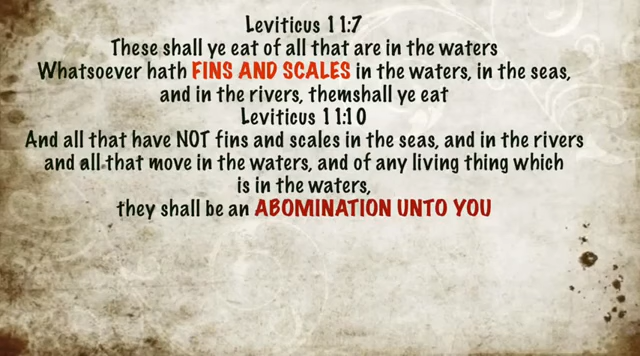 Leviticus 11:7
These shall ye eat of all that are in the waters
Whatsoever hath FINS AND SCALES in the waters, in the seas,
and in the rivers, themshall ye eat
Leviticus 11:10
And all that have NOT fins and scales in the seas, and in the rivers
and all that move in the waters, and of any living thing which
is in the waters,
they shall be an ABOMINATION UNTO YOU